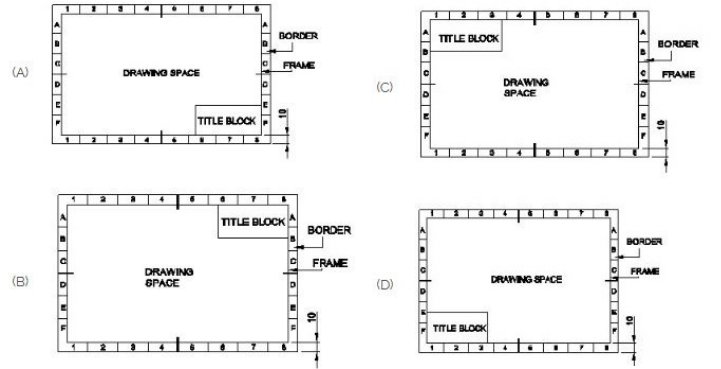 (A)
1 2 3 4 5 6 7 8
A A
B B
BORDER
C C
FRAME
DRAWING SPACE
D D
E E
TITLE BLOCK
F F
10
1 2 3 4 5 6 7 8
(C)
1 2 3 4 5 6 7 8
A A
TITLE BLOCK
B B
BORDER
C C
FRAME
DRAWING
SPACE
D D
E E
F F
10
1 2 3 4 5 6 7 8
(B)
1 2 3 4 5 6 7 8
A A
TITLE BLOCK
B B
BORDER
C C
FRAME
DRAWING
SPACE
D D
E E
F F
10
1 2 3 4 5 6 7 8
(D)
1 2 3 4 5 6 7 8
A A
B B
BORDER
C C
FRAME
DRAWING SPACE
D D
E E
TITLE BLOCK
F F
10
1 2 3 4 5 6 7 8